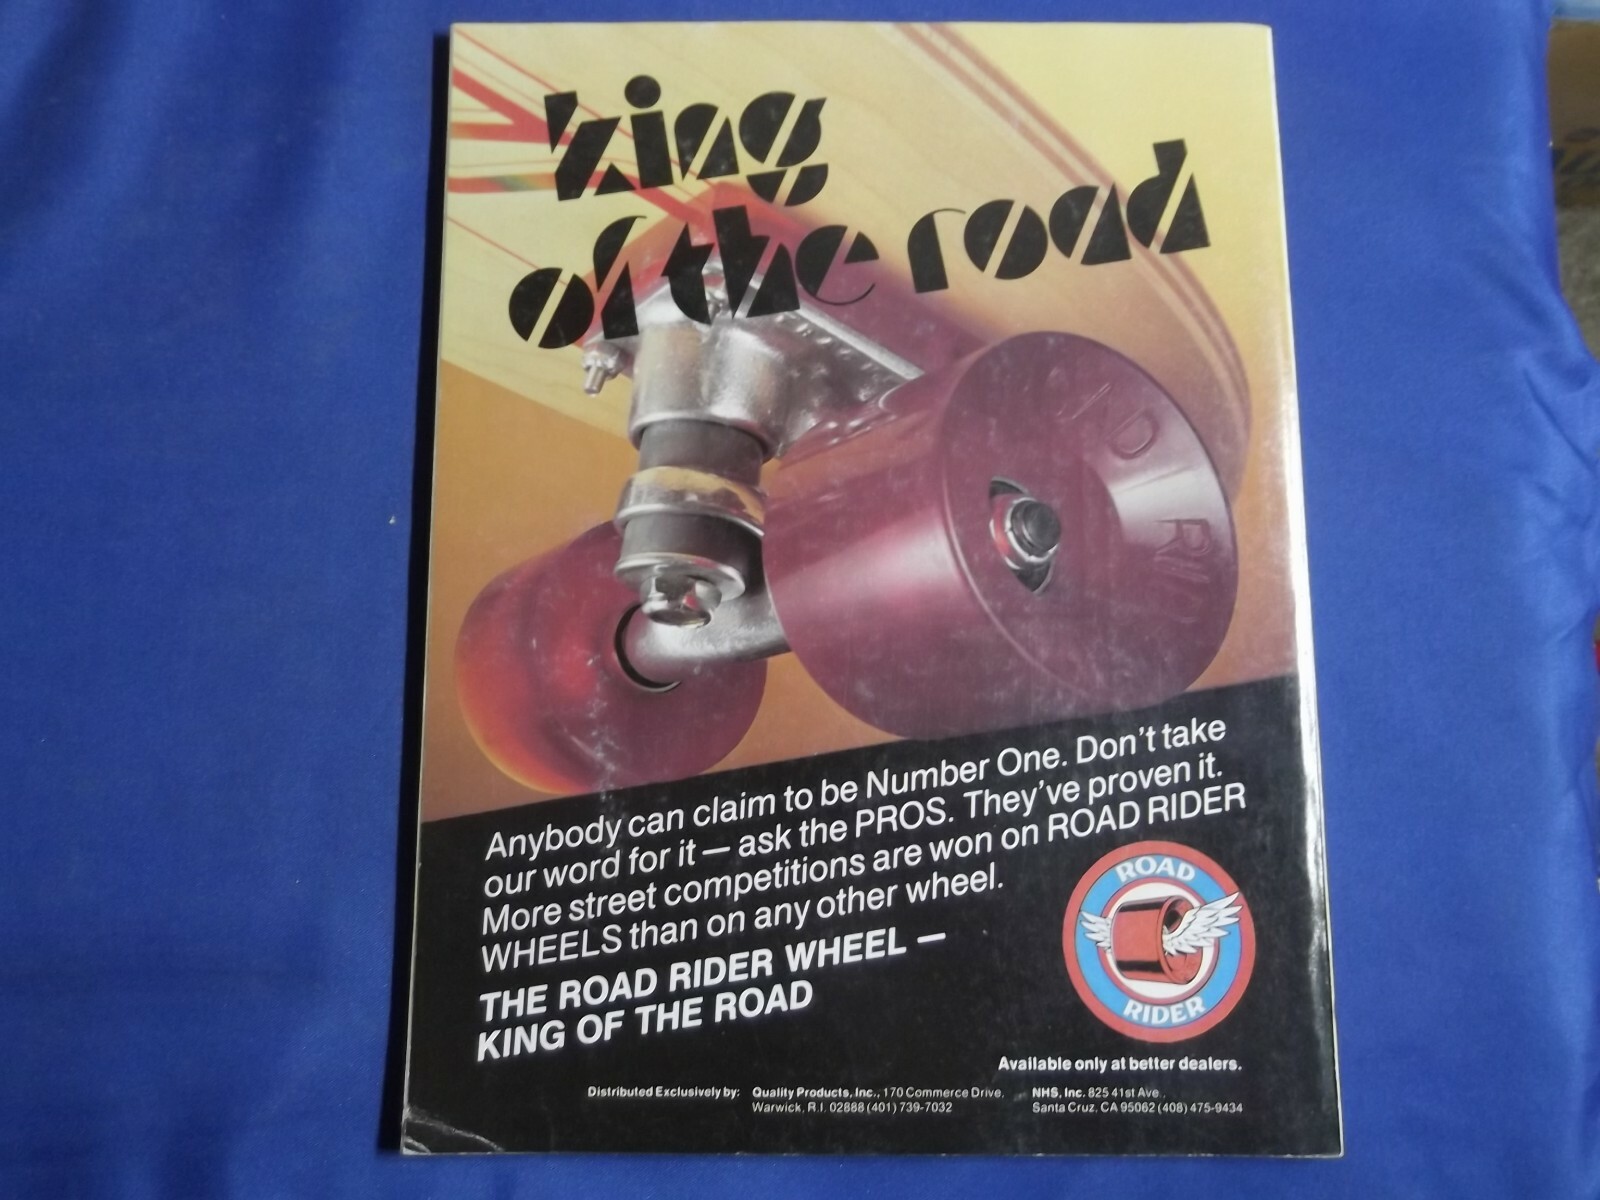 king
of the road
Anybody can claim to be Number One. Don't take
our word for it — ask the PROS. They've proven it.
More street competitions are won on ROAD RIDER
WHEELS than on any other wheel.
THE ROAD RIDER WHEEL —
KING OF THE ROAD
ROAD
RIDER
Available only at better dealers.
Distributed Exclusively by: Quality Products, Inc., 170 Commerce Drive, NHS, Inc. 825 41st Ave.,
Warwick, R.I. 02888 (401) 739-7032 Santa Cruz, CA 95062 (408) 475-9434